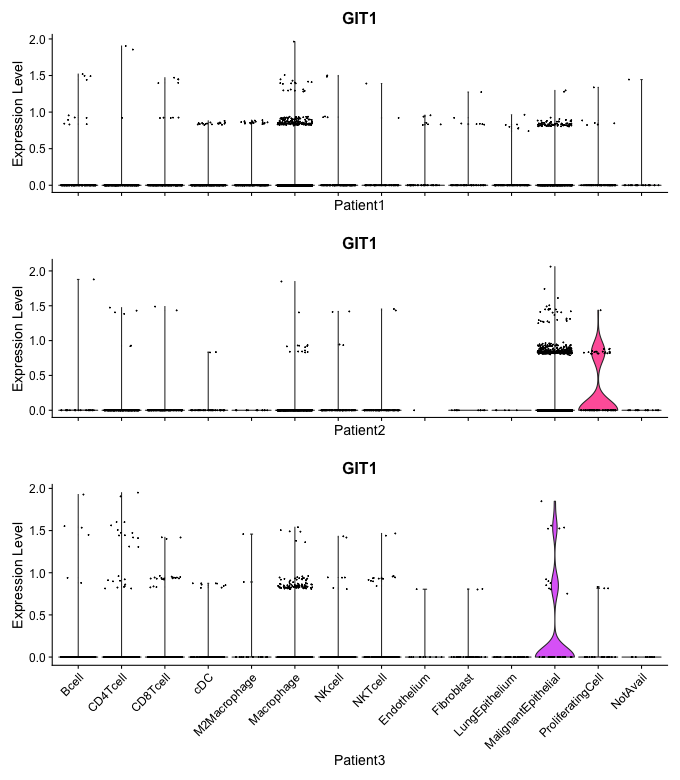 GIT1
2.0
1.5
1.0
0.5
0.0
Expression Level
Patient1
GIT1
2.0
1.5
1.0
0.5
0.0
Expression Level
Patient2
GIT1
2.0
1.5
1.0
0.5
0.0
Expression Level
Bcell
CD4Tcell
CD8Tcell
cDC
M2Macrophage
Macrophage
NKcell
NKTcell
Endothelium
Fibroblast
LungEpithelium
MalignantEpithelial
ProliferatingCell
NotAvail
Patient3